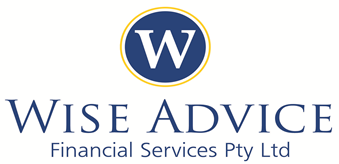 W
WISE ADVICE
Financial Services Pty Ltd